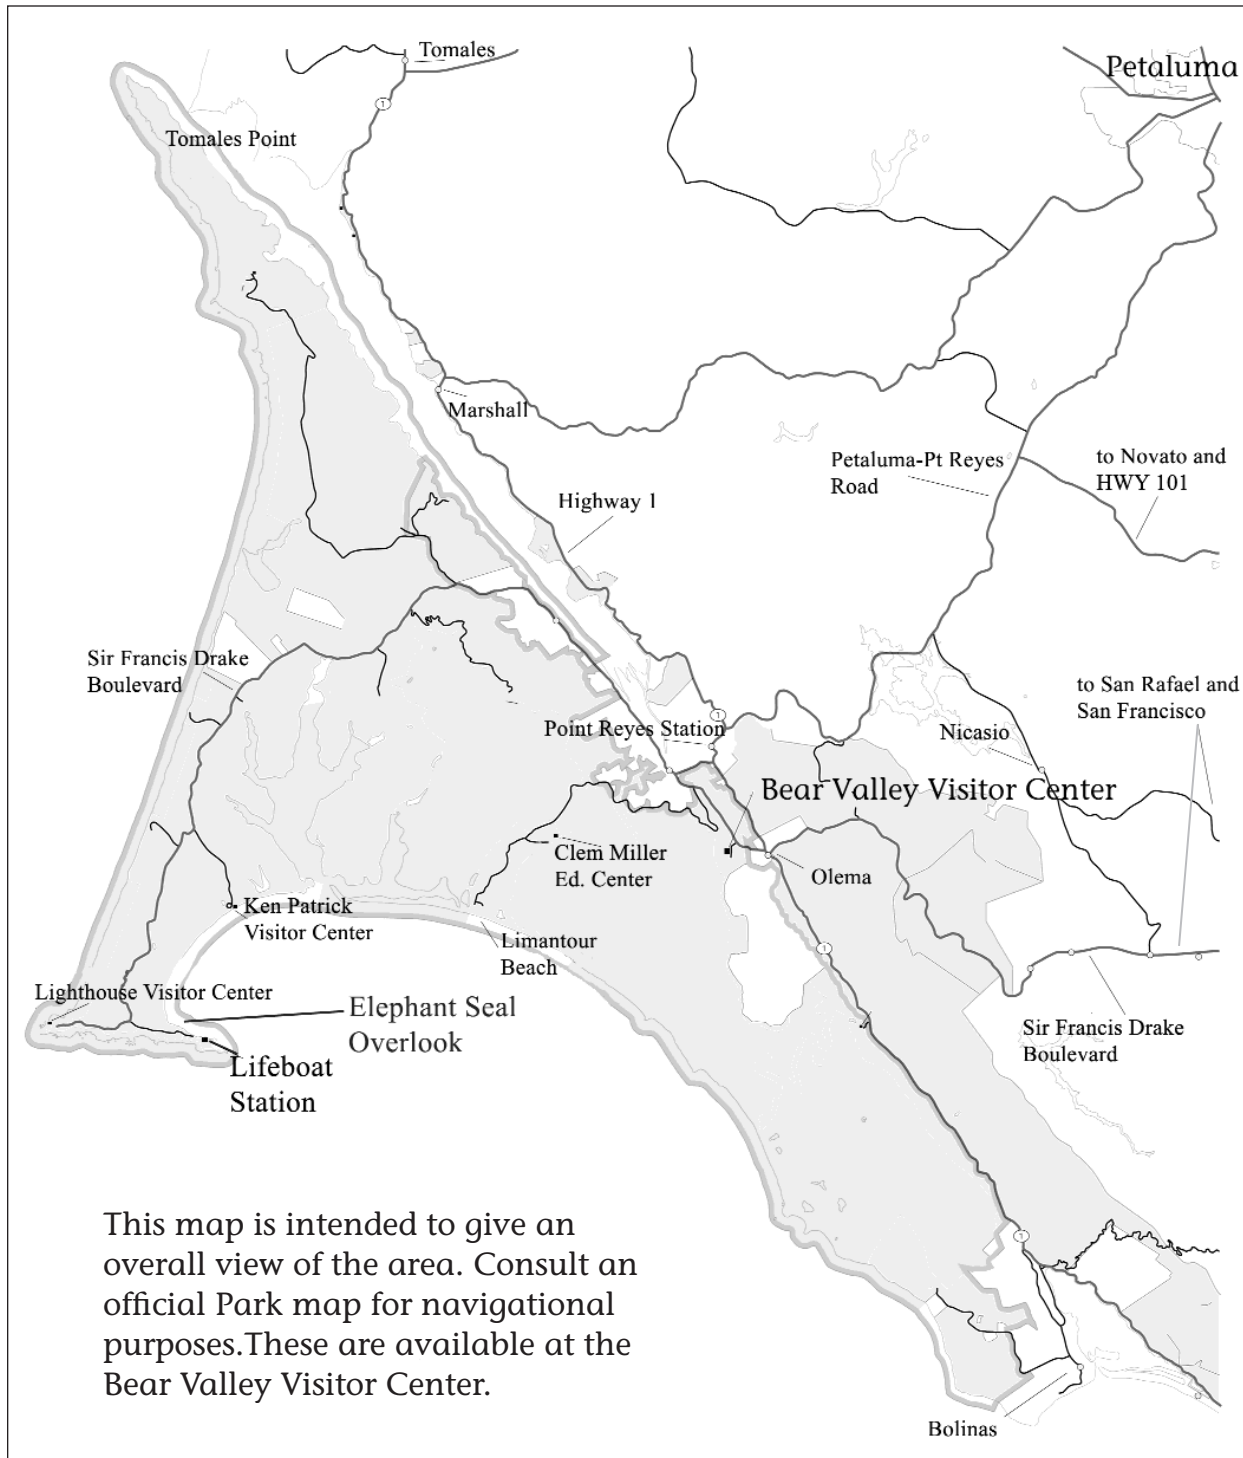 Tomales
Petaluma
1
Tomales Point
Marshall
Petaluma-Pt Reyes
Road
to Novato and
HWY 101
Highway 1
Sir Francis Drake
Boulevard
to San Rafael and
San Francisco
1
Point Reyes Station
Nicasio
Bear Valley Visitor Center
Clem Miller
Ed. Center
Olema
Ken Patrick
Visitor Center
Limantour
Beach
1
Lighthouse Visitor Center
Elephant Seal
Overlook
Sir Francis Drake
Boulevard
Lifeboat
Station
This map is intended to give an
overall view of the area. Consult an
official Park map for navigational
purposes.These are available at the
Bear Valley Visitor Center.
1
Bolinas